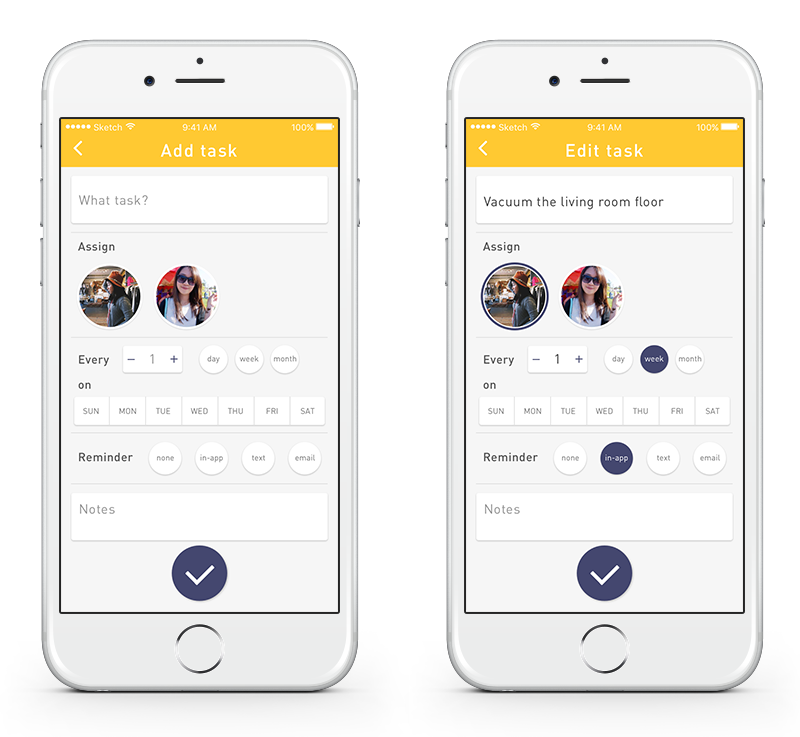 Sketch 9:41 AM 100%
Add task
What task?
Assign
Every − 1 + day week month
on
SUN MON TUE WED THU FRI SAT
Reminder none in-app text email
Notes
Sketch 9:41 AM 100%
Edit task
Vacuum the living room floor
Assign
Every − 1 + day week month
on
SUN MON TUE WED THU FRI SAT
Reminder none in-app text email
Notes